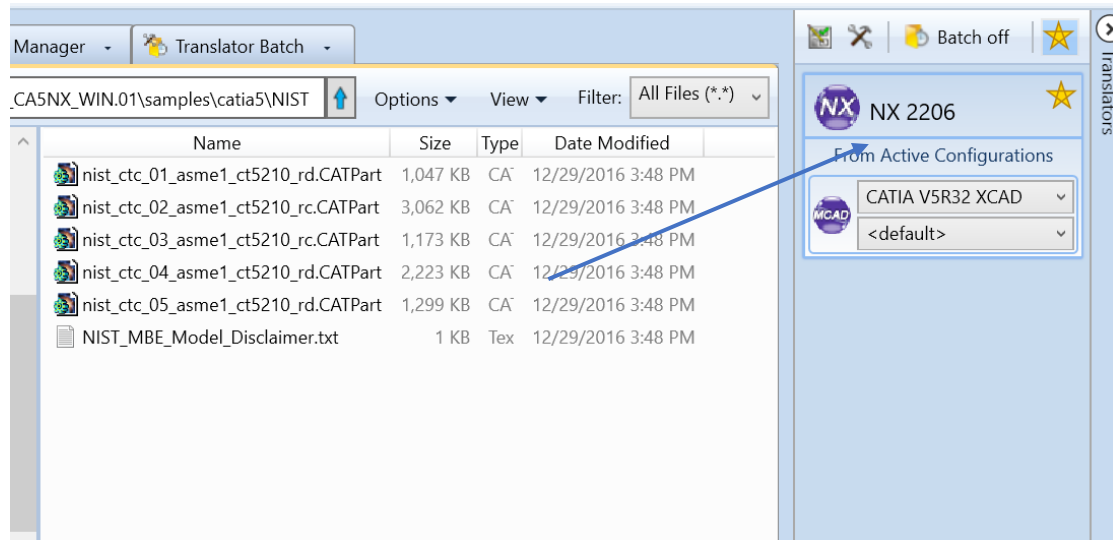 Manager Translator Batch
Batch off
Translators
_CA5NX_WIN.01\samples\catia5\NIST Options View Filter: All Files (*.*)
Name Size Type Date Modified
nist_ctc_01_asme1_ct5210_rd.CATPart 1,047 KB CA 12/29/2016 3:48 PM
nist_ctc_02_asme1_ct5210_rc.CATPart 3,062 KB CA 12/29/2016 3:48 PM
nist_ctc_03_asme1_ct5210_rc.CATPart 1,173 KB CA 12/29/2016 3:48 PM
nist_ctc_04_asme1_ct5210_rd.CATPart 2,223 KB CA 12/29/2016 3:48 PM
nist_ctc_05_asme1_ct5210_rd.CATPart 1,299 KB CA 12/29/2016 3:48 PM
NIST_MBE_Model_Disclaimer.txt 1 KB Tex 12/29/2016 3:48 PM
NX NX 2206
From Active Configurations
MCAD CATIA V5R32 XCAD
<default>